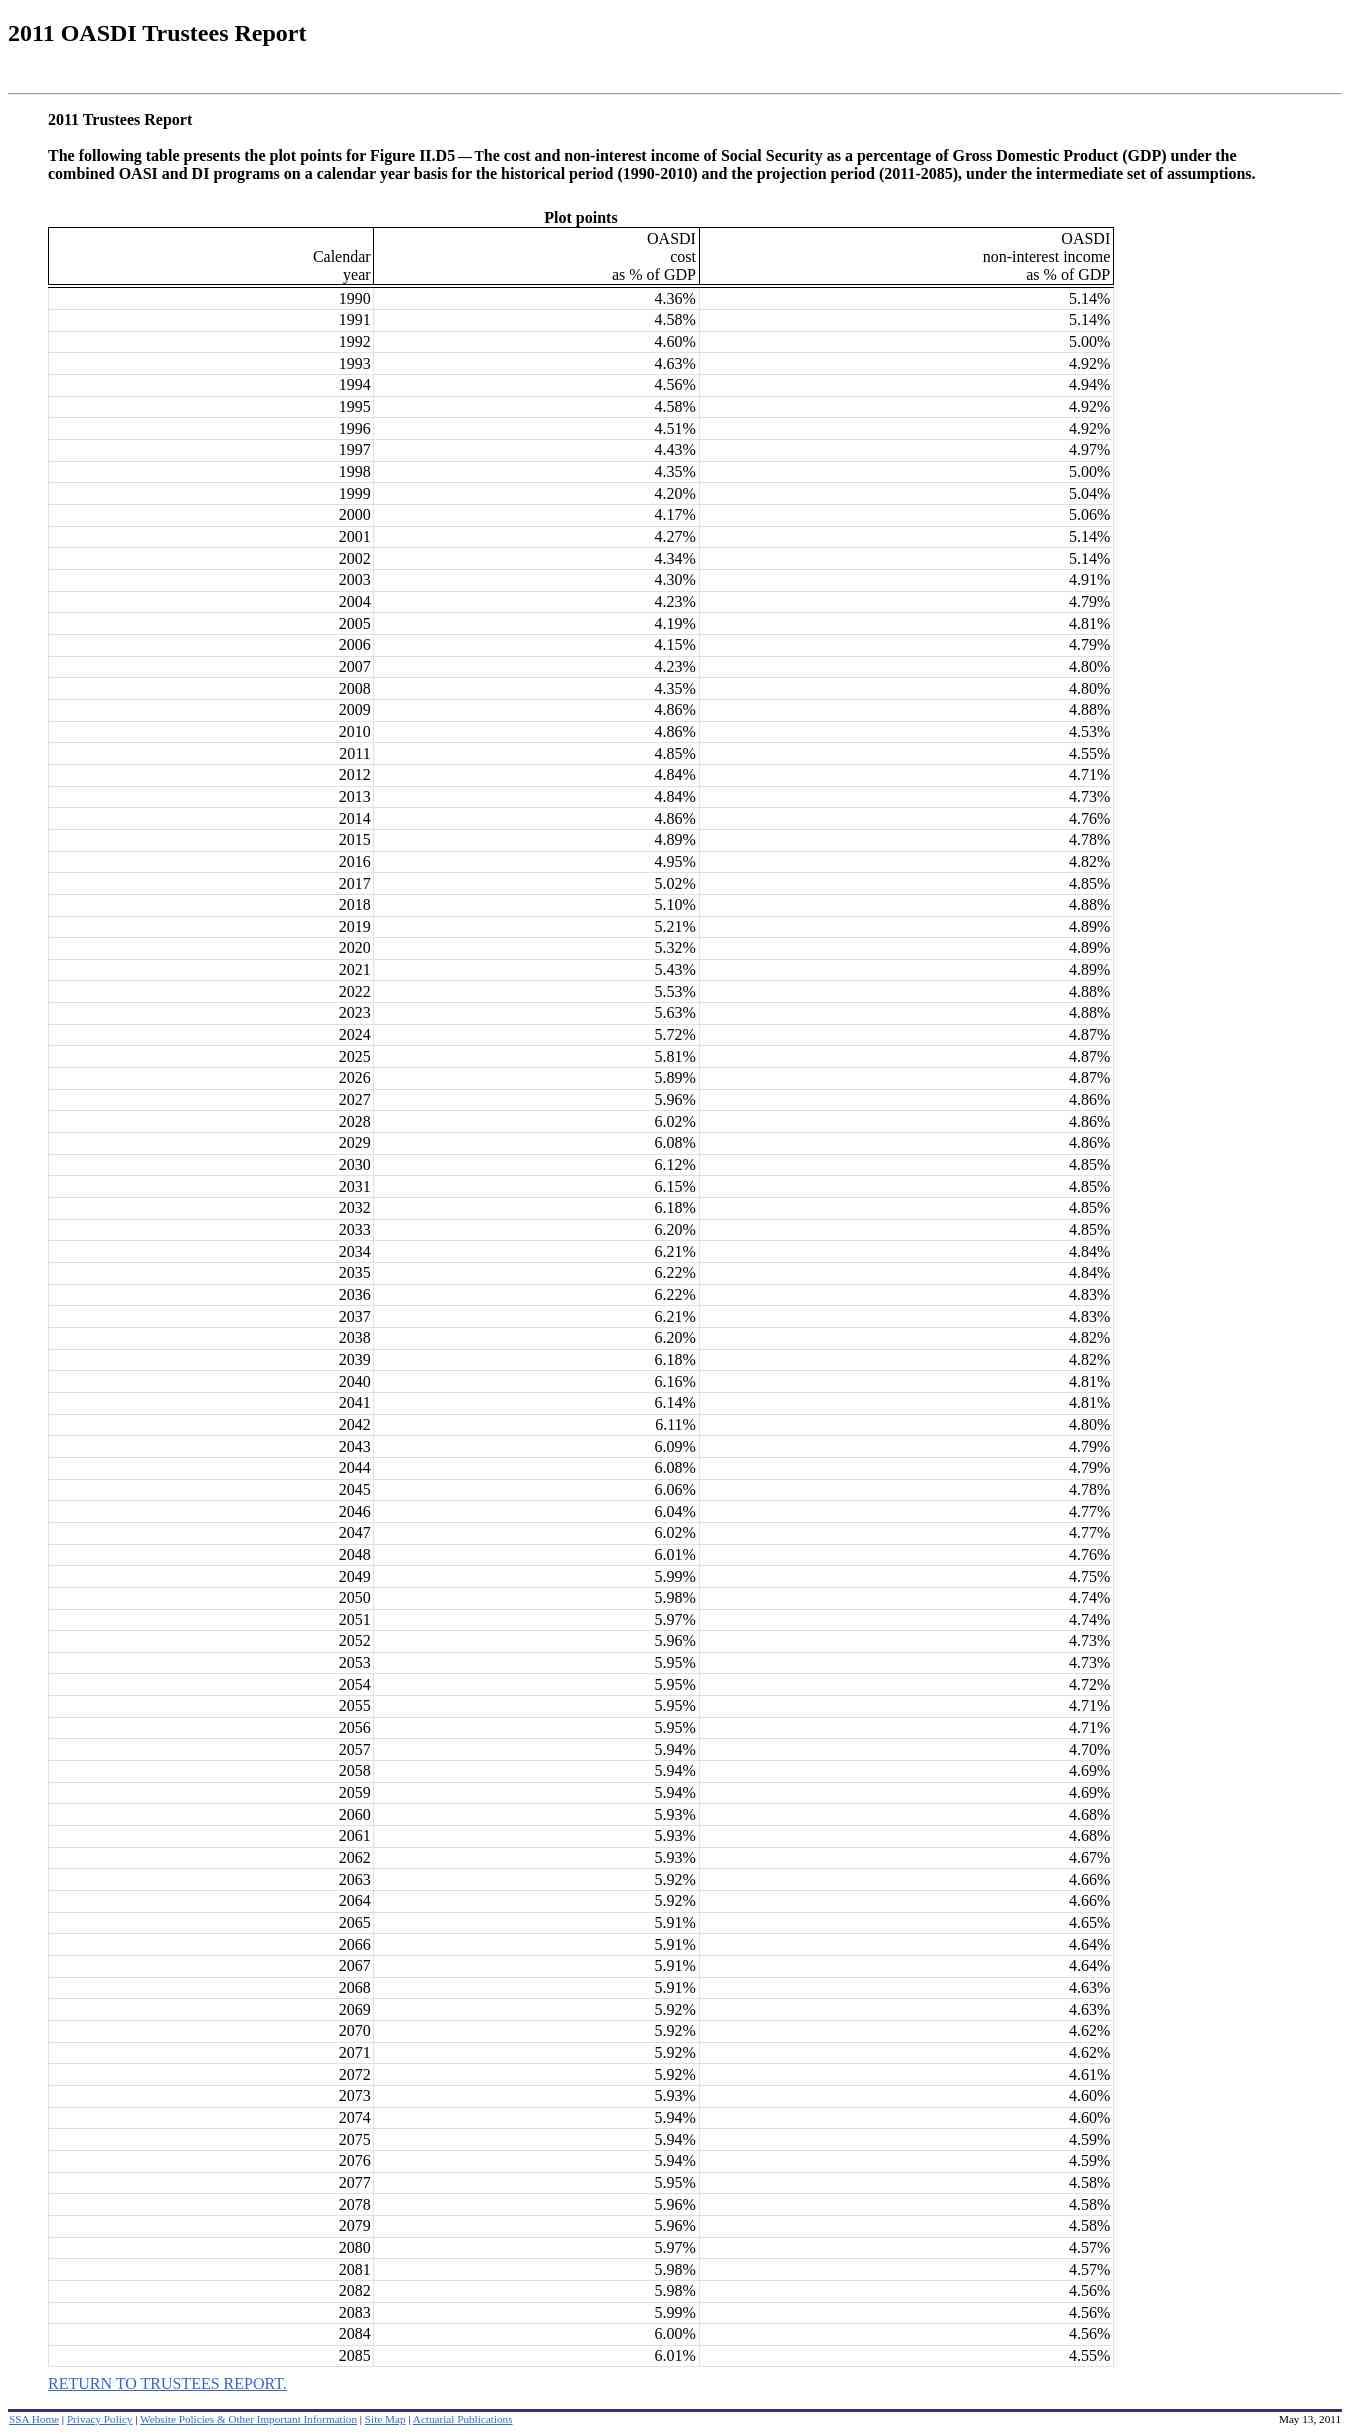 2011 OASDI Trustees Report
2011 Trustees Report
The following table presents the plot points for Figure II.D5 — The cost and non-interest income of Social Security as a percentage of Gross Domestic Product (GDP) under the
combined OASI and DI programs on a calendar year basis for the historical period (1990-2010) and the projection period (2011-2085), under the intermediate set of assumptions.
Plot points
OASDI OASDI
Calendar cost non-interest income
year as % of GDP as % of GDP
1990 4.36% 5.14%
1991 4.58% 5.14%
1992 4.60% 5.00%
1993 4.63% 4.92%
1994 4.56% 4.94%
1995 4.58% 4.92%
1996 4.51% 4.92%
1997 4.43% 4.97%
1998 4.35% 5.00%
1999 4.20% 5.04%
2000 4.17% 5.06%
2001 4.27% 5.14%
2002 4.34% 5.14%
2003 4.30% 4.91%
2004 4.23% 4.79%
2005 4.19% 4.81%
2006 4.15% 4.79%
2007 4.23% 4.80%
2008 4.35% 4.80%
2009 4.86% 4.88%
2010 4.86% 4.53%
2011 4.85% 4.55%
2012 4.84% 4.71%
2013 4.84% 4.73%
2014 4.86% 4.76%
2015 4.89% 4.78%
2016 4.95% 4.82%
2017 5.02% 4.85%
2018 5.10% 4.88%
2019 5.21% 4.89%
2020 5.32% 4.89%
2021 5.43% 4.89%
2022 5.53% 4.88%
2023 5.63% 4.88%
2024 5.72% 4.87%
2025 5.81% 4.87%
2026 5.89% 4.87%
2027 5.96% 4.86%
2028 6.02% 4.86%
2029 6.08% 4.86%
2030 6.12% 4.85%
2031 6.15% 4.85%
2032 6.18% 4.85%
2033 6.20% 4.85%
2034 6.21% 4.84%
2035 6.22% 4.84%
2036 6.22% 4.83%
2037 6.21% 4.83%
2038 6.20% 4.82%
2039 6.18% 4.82%
2040 6.16% 4.81%
2041 6.14% 4.81%
2042 6.11% 4.80%
2043 6.09% 4.79%
2044 6.08% 4.79%
2045 6.06% 4.78%
2046 6.04% 4.77%
2047 6.02% 4.77%
2048 6.01% 4.76%
2049 5.99% 4.75%
2050 5.98% 4.74%
2051 5.97% 4.74%
2052 5.96% 4.73%
2053 5.95% 4.73%
2054 5.95% 4.72%
2055 5.95% 4.71%
2056 5.95% 4.71%
2057 5.94% 4.70%
2058 5.94% 4.69%
2059 5.94% 4.69%
2060 5.93% 4.68%
2061 5.93% 4.68%
2062 5.93% 4.67%
2063 5.92% 4.66%
2064 5.92% 4.66%
2065 5.91% 4.65%
2066 5.91% 4.64%
2067 5.91% 4.64%
2068 5.91% 4.63%
2069 5.92% 4.63%
2070 5.92% 4.62%
2071 5.92% 4.62%
2072 5.92% 4.61%
2073 5.93% 4.60%
2074 5.94% 4.60%
2075 5.94% 4.59%
2076 5.94% 4.59%
2077 5.95% 4.58%
2078 5.96% 4.58%
2079 5.96% 4.58%
2080 5.97% 4.57%
2081 5.98% 4.57%
2082 5.98% 4.56%
2083 5.99% 4.56%
2084 6.00% 4.56%
2085 6.01% 4.55%
RETURN TO TRUSTEES REPORT.
SSA Home | Privacy Policy | Website Policies & Other Important Information | Site Map | Actuarial Publications May 13, 2011